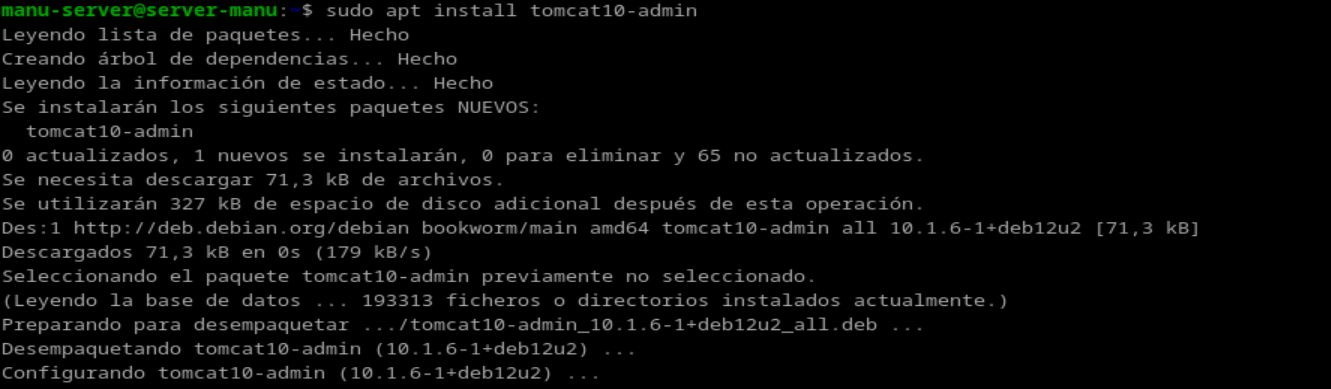 manu-server@server-manu:~$ sudo apt install tomcat10-admin
Leyendo lista de paquetes... Hecho
Creando árbol de dependencias... Hecho
Leyendo la información de estado... Hecho
Se instalarán los siguientes paquetes NUEVOS:
  tomcat10-admin
0 actualizados, 1 nuevos se instalarán, 0 para eliminar y 65 no actualizados.
Se necesita descargar 71,3 kB de archivos.
Se utilizarán 327 kB de espacio de disco adicional después de esta operación.
Des:1 http://deb.debian.org/debian bookworm/main amd64 tomcat10-admin all 10.1.6-1+deb12u2 [71,3 kB]
Descargados 71,3 kB en 0s (179 kB/s)
Seleccionando el paquete tomcat10-admin previamente no seleccionado.
(Leyendo la base de datos ... 193313 ficheros o directorios instalados actualmente.)
Preparando para desempaquetar .../tomcat10-admin_10.1.6-1+deb12u2_all.deb ...
Desempaquetando tomcat10-admin (10.1.6-1+deb12u2) ...
Configurando tomcat10-admin (10.1.6-1+deb12u2) ...